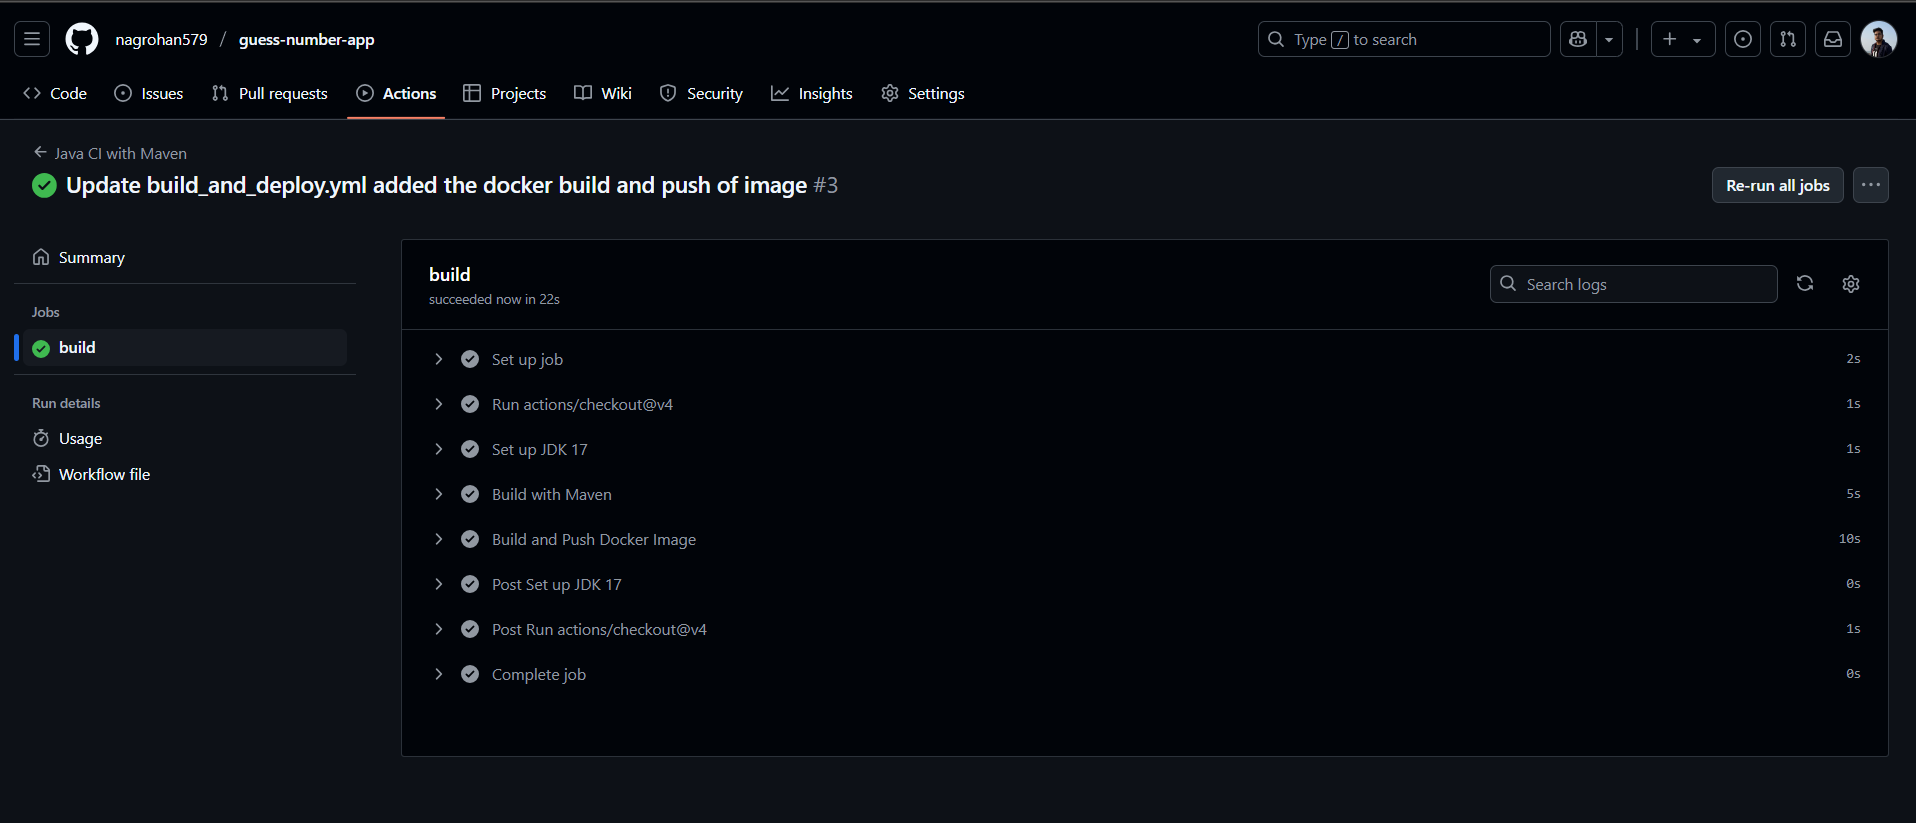 nagrohan579 / guess-number-app
Type / to search
Code Issues Pull requests Actions Projects Wiki Security Insights Settings
Java CI with Maven
Update build_and_deploy.yml added the docker build and push of image #3
Re-run all jobs
Summary
Jobs
build
Run details
Usage
Workflow file
build
succeeded now in 22s
Search logs
Set up job 2s
Run actions/checkout@v4 1s
Set up JDK 17 1s
Build with Maven 5s
Build and Push Docker Image 10s
Post Set up JDK 17 0s
Post Run actions/checkout@v4 1s
Complete job 0s